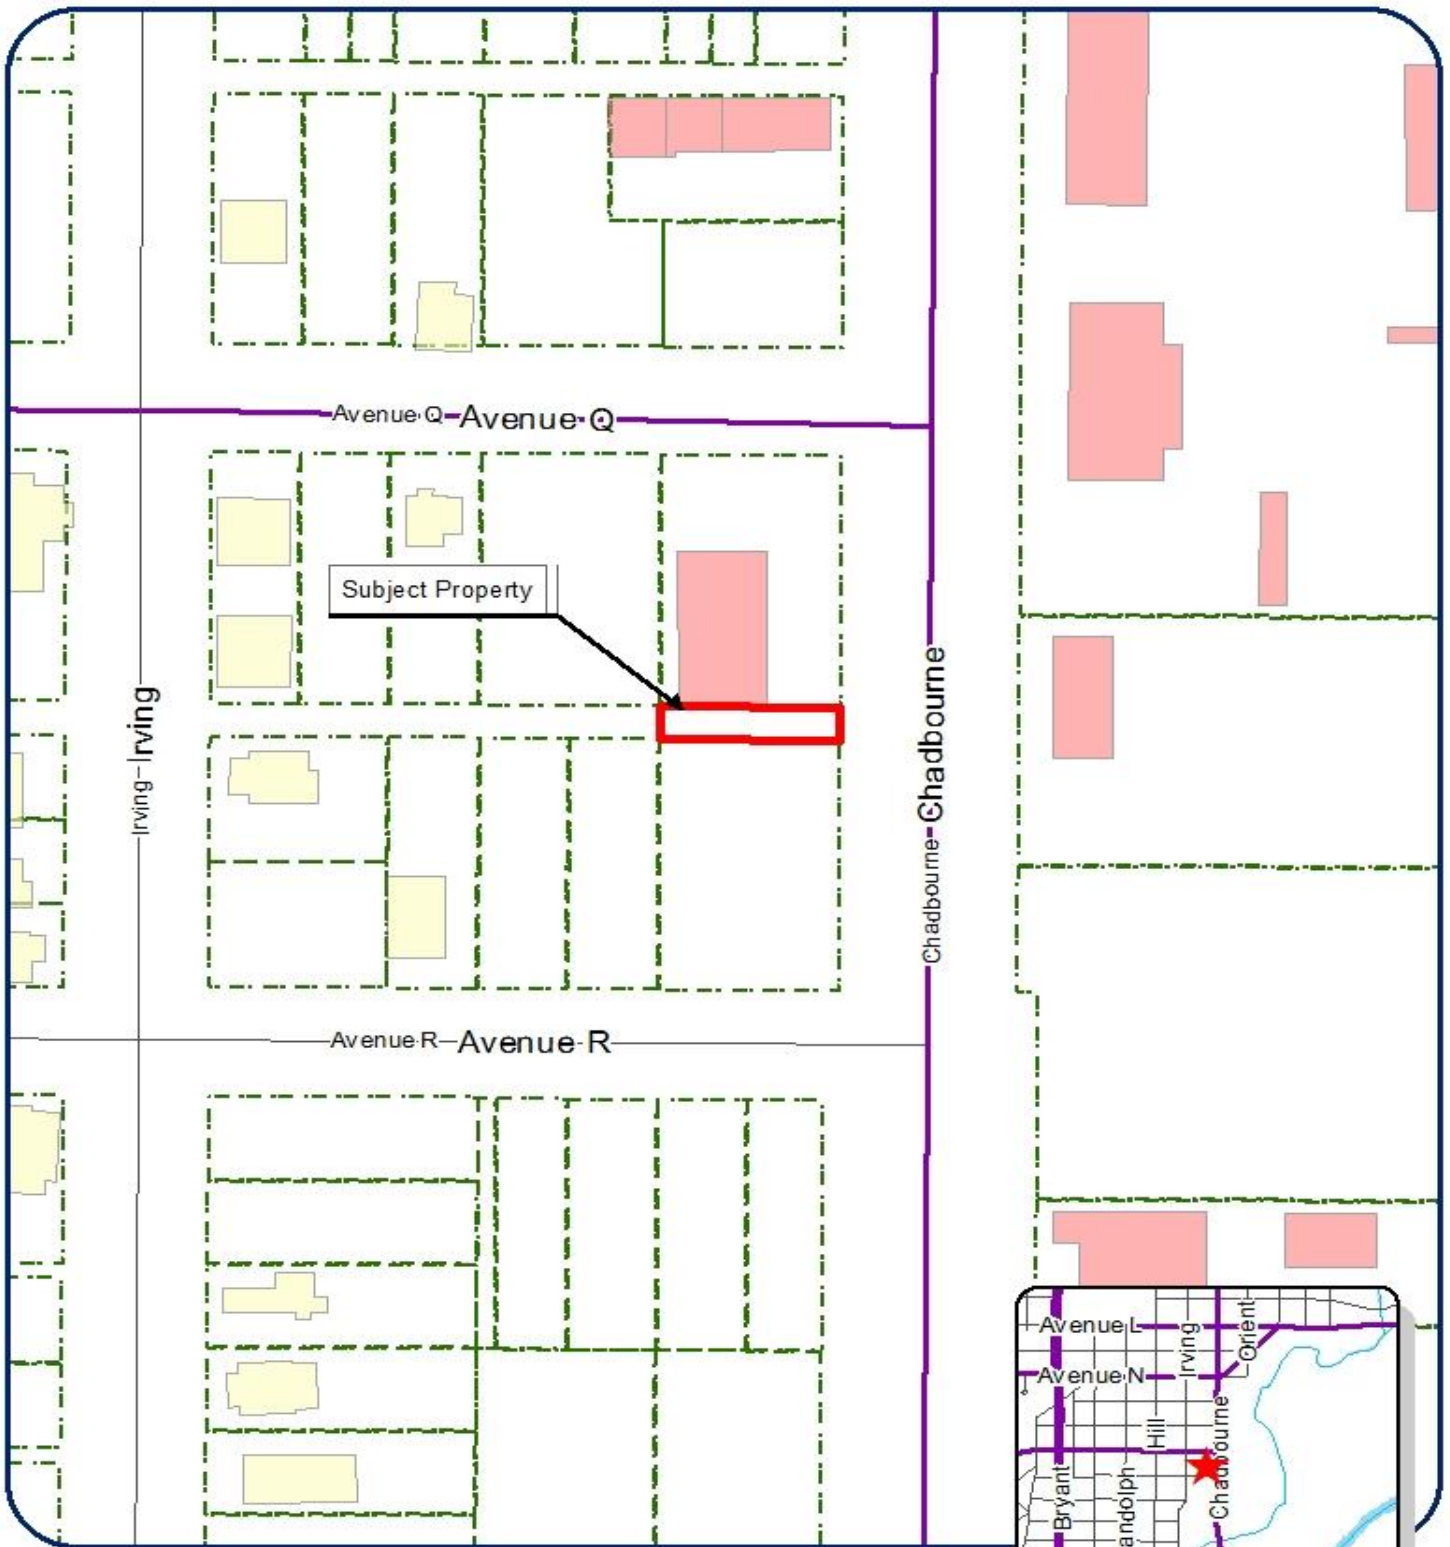 Avenue Q Avenue Q
Subject Property
Irving Irving
Chadbourne Chadbourne
Avenue R Avenue R
Avenue L
Irving
Orient
Avenue N
Hill
Chadbourne
Bryant
andolph